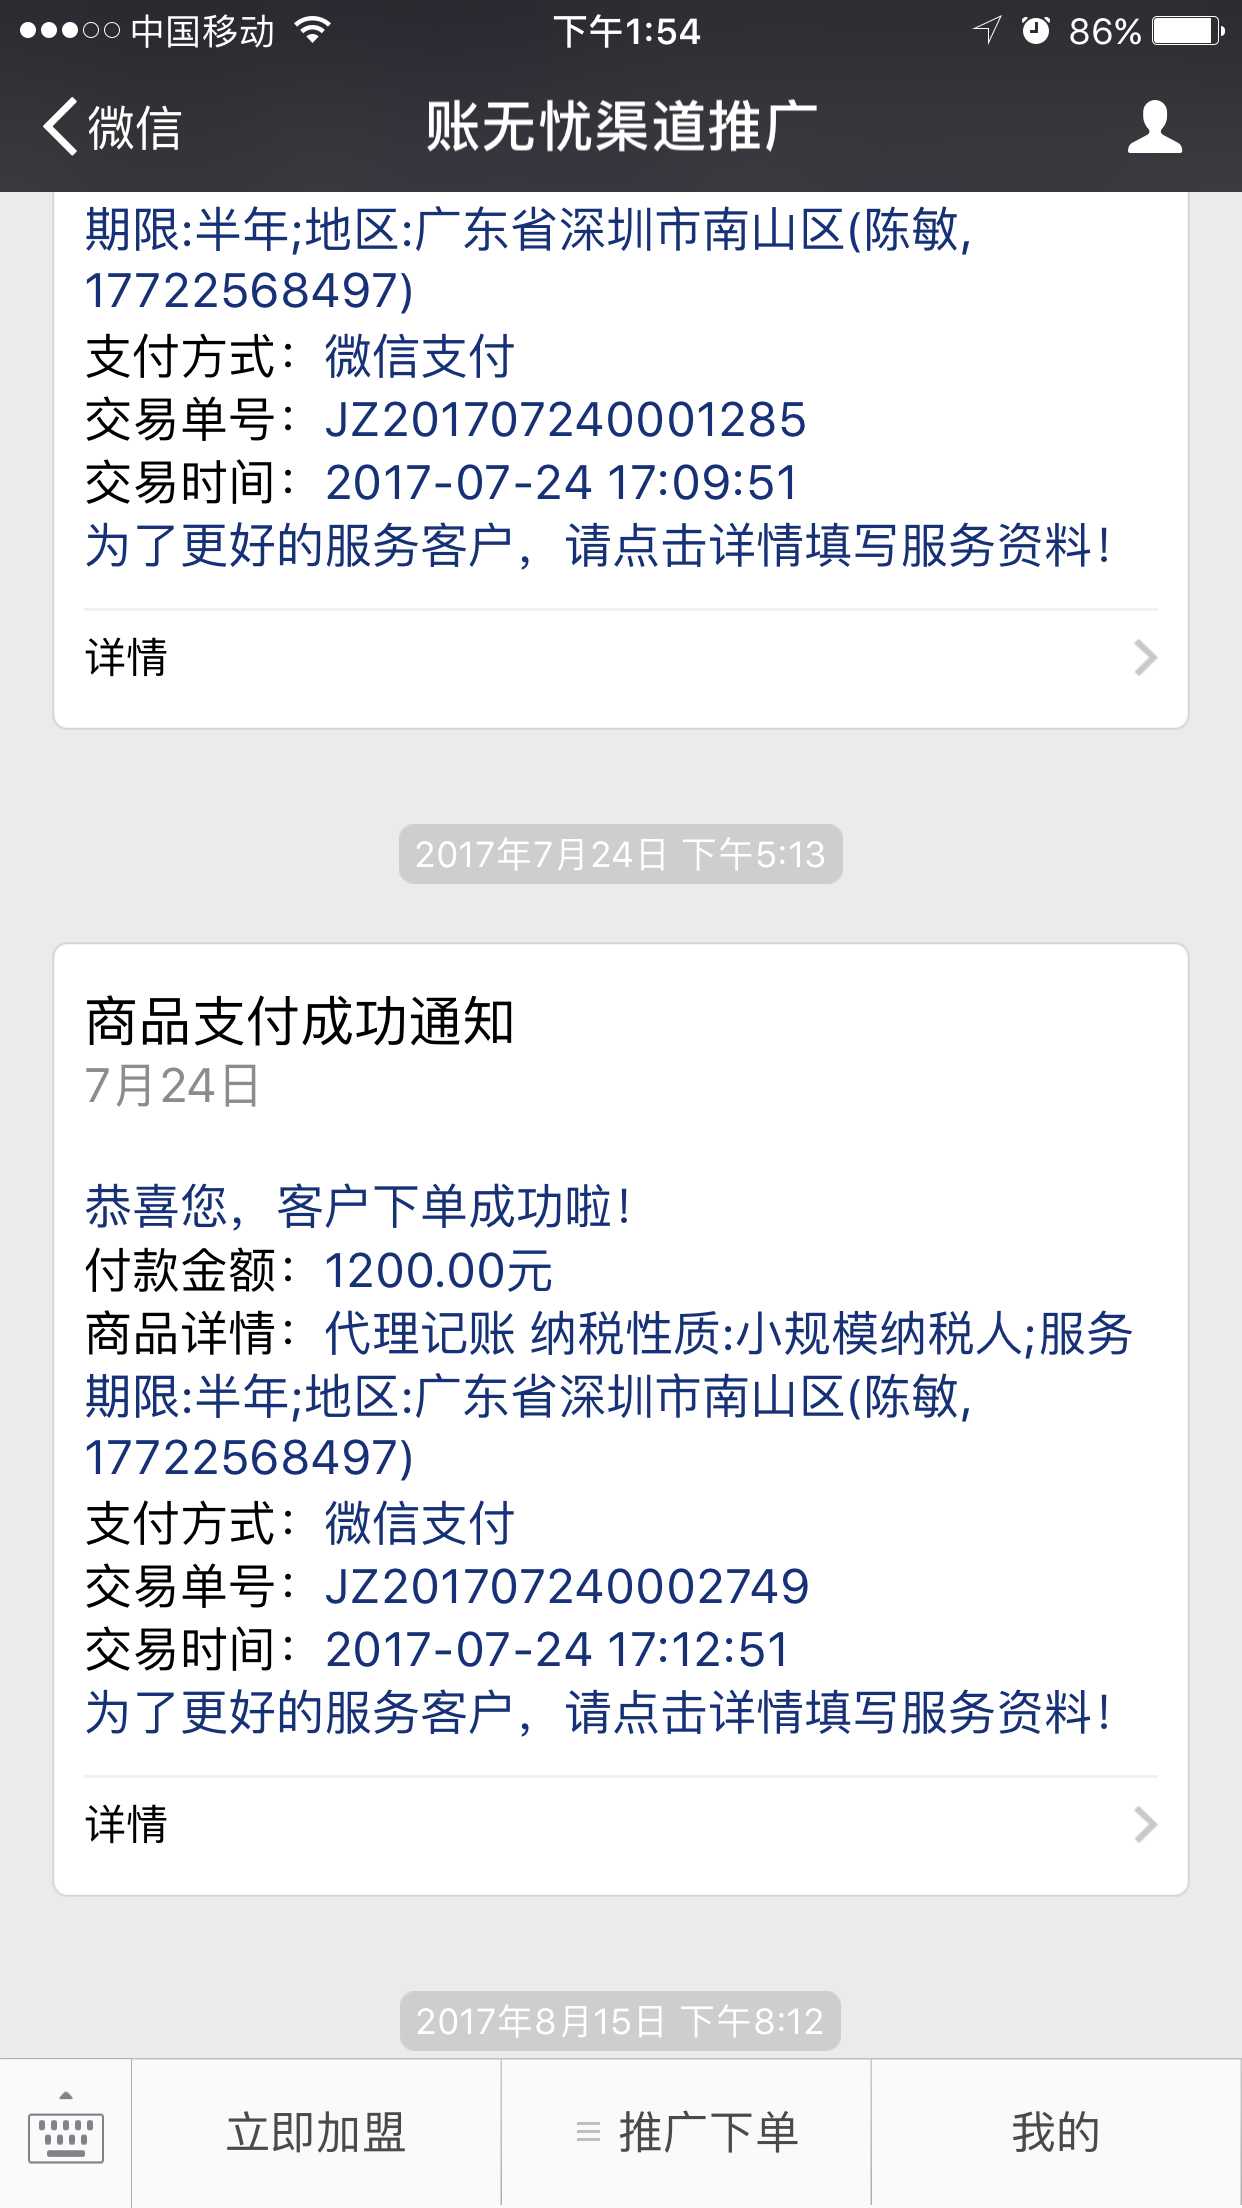 中国移动 下午1:54 86%
微信 账无忧渠道推广
期限:半年;地区:广东省深圳市南山区(陈敏,
17722568497)
支付方式：微信支付
交易单号：JZ201707240001285
交易时间：2017-07-24 17:09:51
为了更好的服务客户，请点击详情填写服务资料！
详情
2017年7月24日 下午5:13
商品支付成功通知
7月24日
恭喜您，客户下单成功啦！
付款金额：1200.00元
商品详情：代理记账 纳税性质:小规模纳税人;服务
期限:半年;地区:广东省深圳市南山区(陈敏,
17722568497)
支付方式：微信支付
交易单号：JZ201707240002749
交易时间：2017-07-24 17:12:51
为了更好的服务客户，请点击详情填写服务资料！
详情
2017年8月15日 下午8:12
立即加盟 推广下单 我的